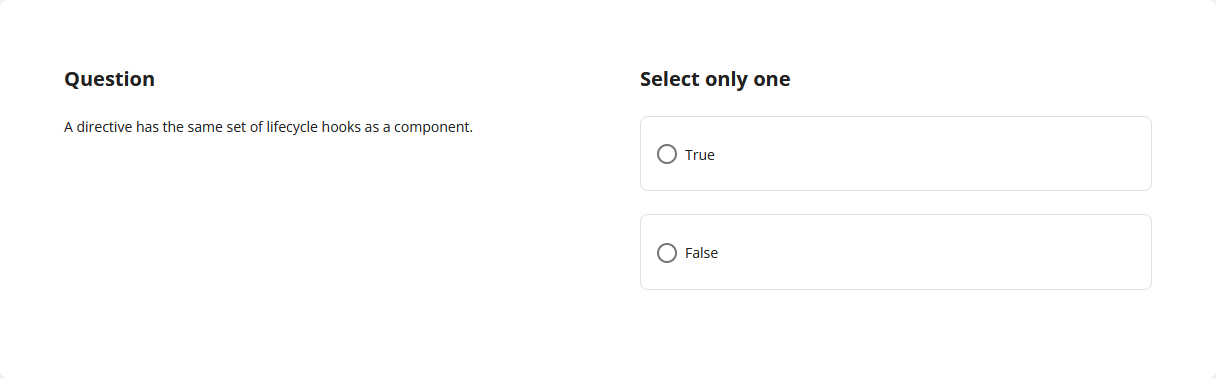 Question
A directive has the same set of lifecycle hooks as a component.
Select only one
True
False